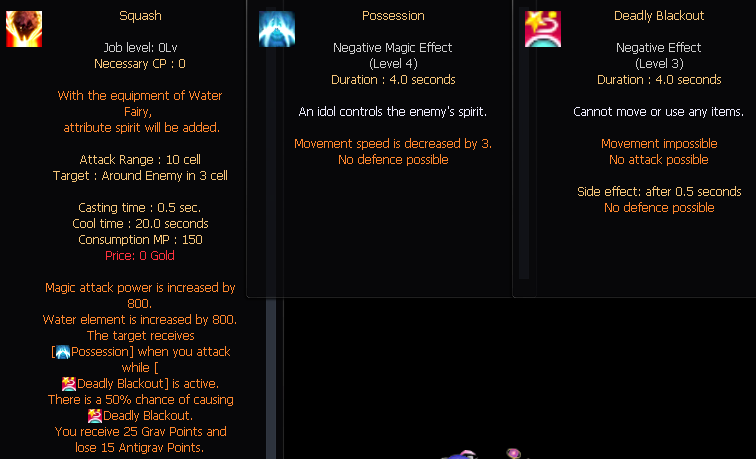 Squash
Job level: 0Lv
Necessary CP : 0
With the equipment of Water
Fairy,
attribute spirit will be added.
Attack Range : 10 cell
Target : Around Enemy in 3 cell
Casting time : 0.5 sec.
Cool time : 20.0 seconds
Consumption MP : 150
Price: 0 Gold
Magic attack power is increased by
800.
Water element is increased by 800.
The target receives
[Possession] when you attack
while [
Deadly Blackout] is active.
There is a 50% chance of causing
Deadly Blackout.
You receive 25 Grav Points and
lose 15 Antigrav Points.
Possession
Negative Magic Effect
(Level 4)
Duration : 4.0 seconds
An idol controls the enemy's spirit.
Movement speed is decreased by 3.
No defence possible
Deadly Blackout
Negative Effect
(Level 3)
Duration : 4.0 seconds
Cannot move or use any items.
Movement impossible
No attack possible
Side effect: after 0.5 seconds
No defence possible